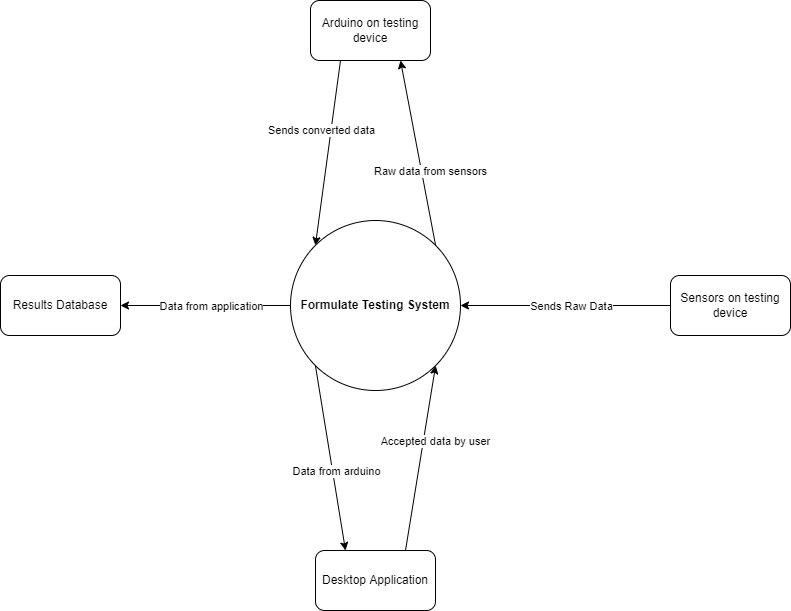 Arduino on testing
device
Sends converted data
Raw data from sensors
Results Database
Data from application
Formulate Testing System
Sends Raw Data
Sensors on testing
device
Accepted data by user
Data from arduino
Desktop Application